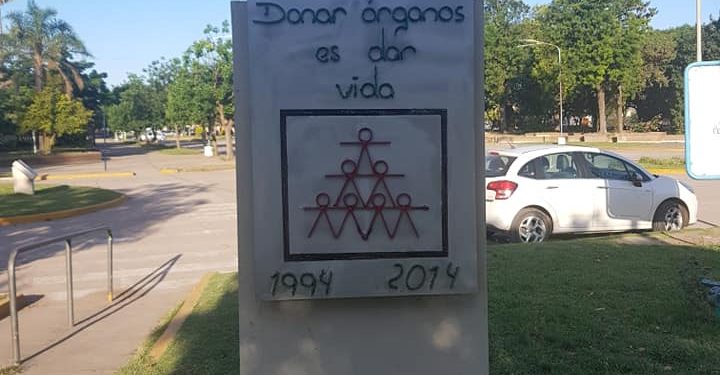 Donar órganos
es dar
vida
1994 2014